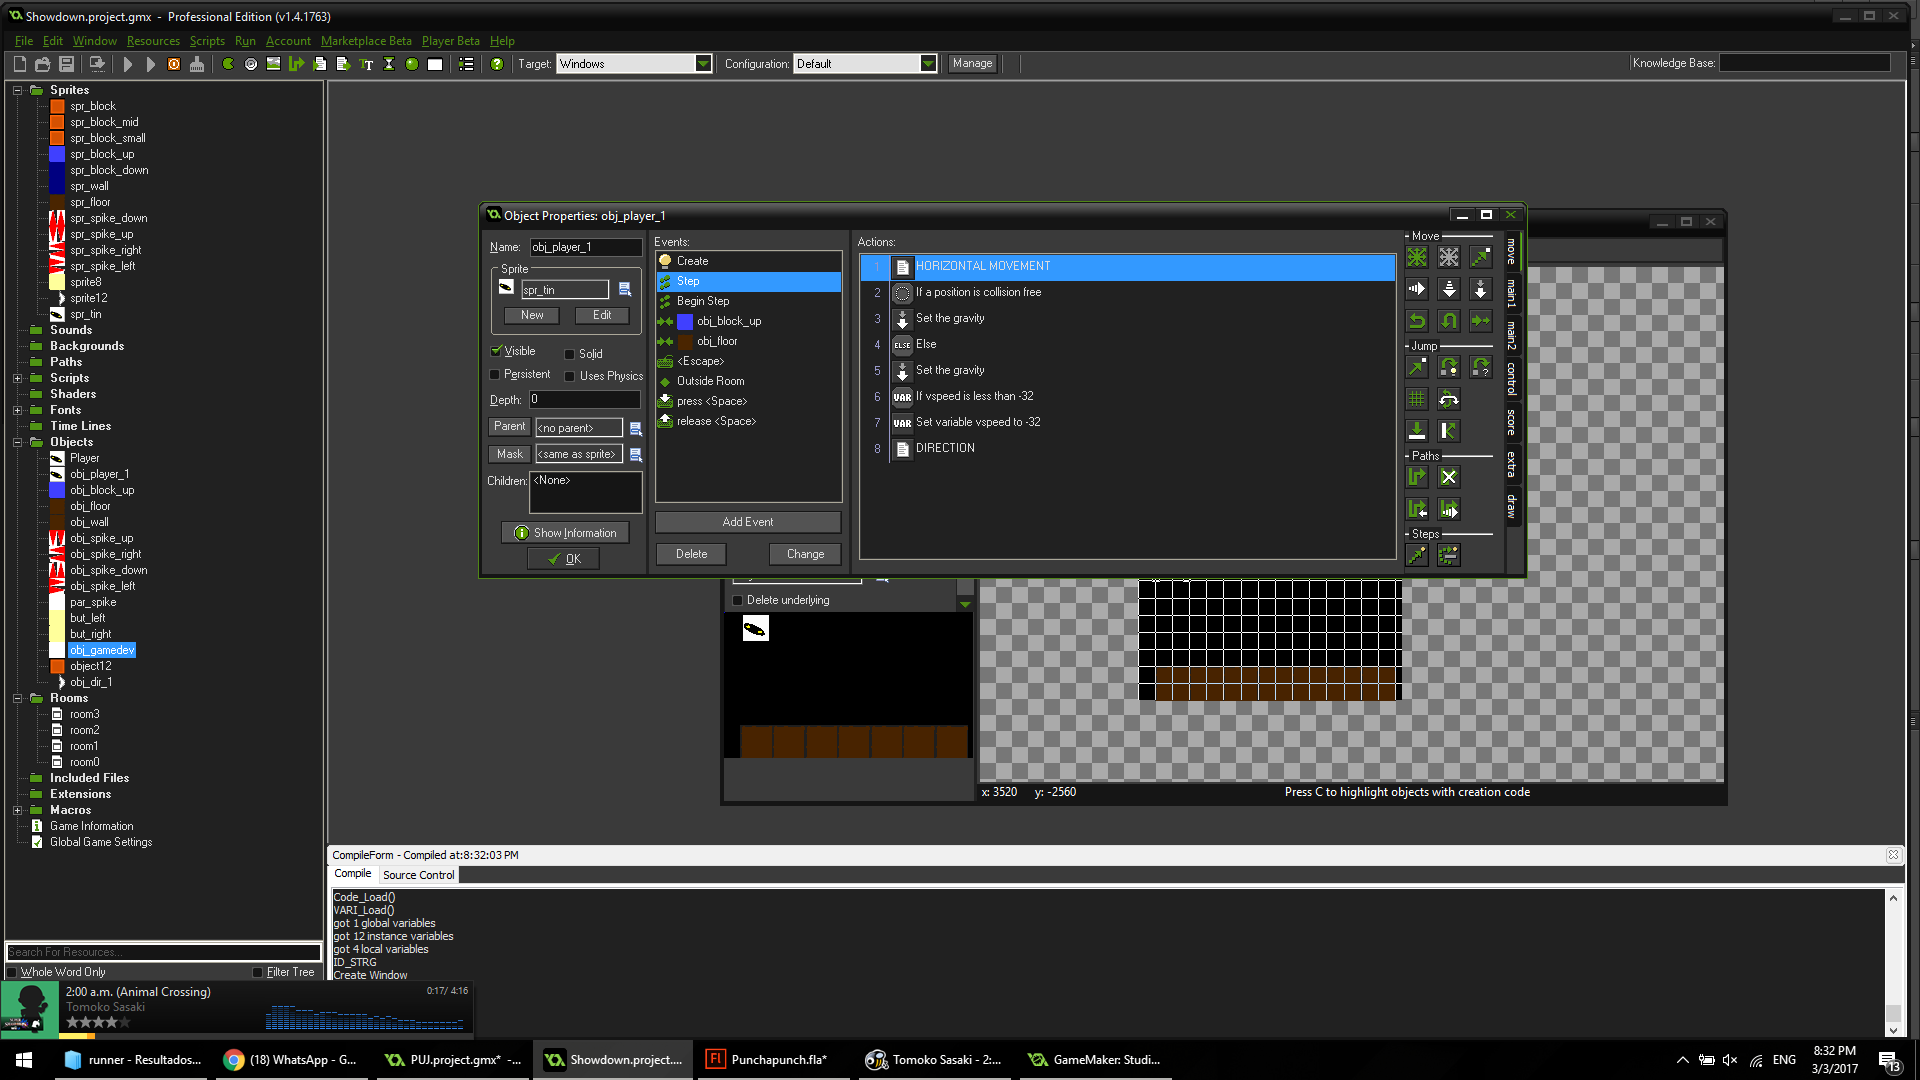 Showdown.project.gmx - Professional Edition (v1.4.1763)
File Edit Window Resources Scripts Run Account Marketplace Beta Player Beta Help
Target: Windows Configuration: Default Manage Knowledge Base:
Sprites
spr_block
spr_block_mid
spr_block_small
spr_block_up
spr_block_down
spr_wall
spr_floor
spr_spike_down
spr_spike_up
spr_spike_right
spr_spike_left
sprite8
sprite12
spr_tin
Sounds
Backgrounds
Paths
Scripts
Shaders
Fonts
Time Lines
Objects
Player
obj_player_1
obj_block_up
obj_floor
obj_wall
obj_spike_up
obj_spike_right
obj_spike_down
obj_spike_left
par_spike
but_left
but_right
obj_gamedev
object12
obj_dir_1
Rooms
room3
room2
room1
room0
Included Files
Extensions
Macros
Game Information
Global Game Settings
Search For Resources...
Whole Word Only Filter Tree
Object Properties: obj_player_1
Name: obj_player_1
Sprite
spr_tin
New Edit
Visible Solid
Persistent Uses Physics
Depth: 0
Parent <no parent>
Mask <same as sprite>
Children: <None>
Show Information
OK
Events:
Create
Step
Begin Step
obj_block_up
obj_floor
<Escape>
Outside Room
press <Space>
release <Space>
Add Event
Delete Change
Actions:
1 HORIZONTAL MOVEMENT
2 If a position is collision free
3 Set the gravity
4 ELSE Else
5 Set the gravity
6 VAR If vspeed is less than -32
7 VAR Set variable vspeed to -32
8 DIRECTION
Move
Jump
Paths
Steps
move
main1
main2
control
score
extra
draw
Delete underlying
x: 3520 y: -2560 Press C to highlight objects with creation code
CompileForm - Compiled at:8:32:03 PM
Compile Source Control
Code_Load()
VARI_Load()
got 1 global variables
got 12 instance variables
got 4 local variables
ID_STRG
Create Window
2:00 a.m. (Animal Crossing) 0:17/ 4:16
Tomoko Sasaki
runner - Resultados... (18) WhatsApp - G... PUJ.project.gmx* -... Showdown.project.... Fl Punchapunch.fla* Tomoko Sasaki - 2:... GameMaker: Studi... ENG 8:32 PM
3/3/2017 13